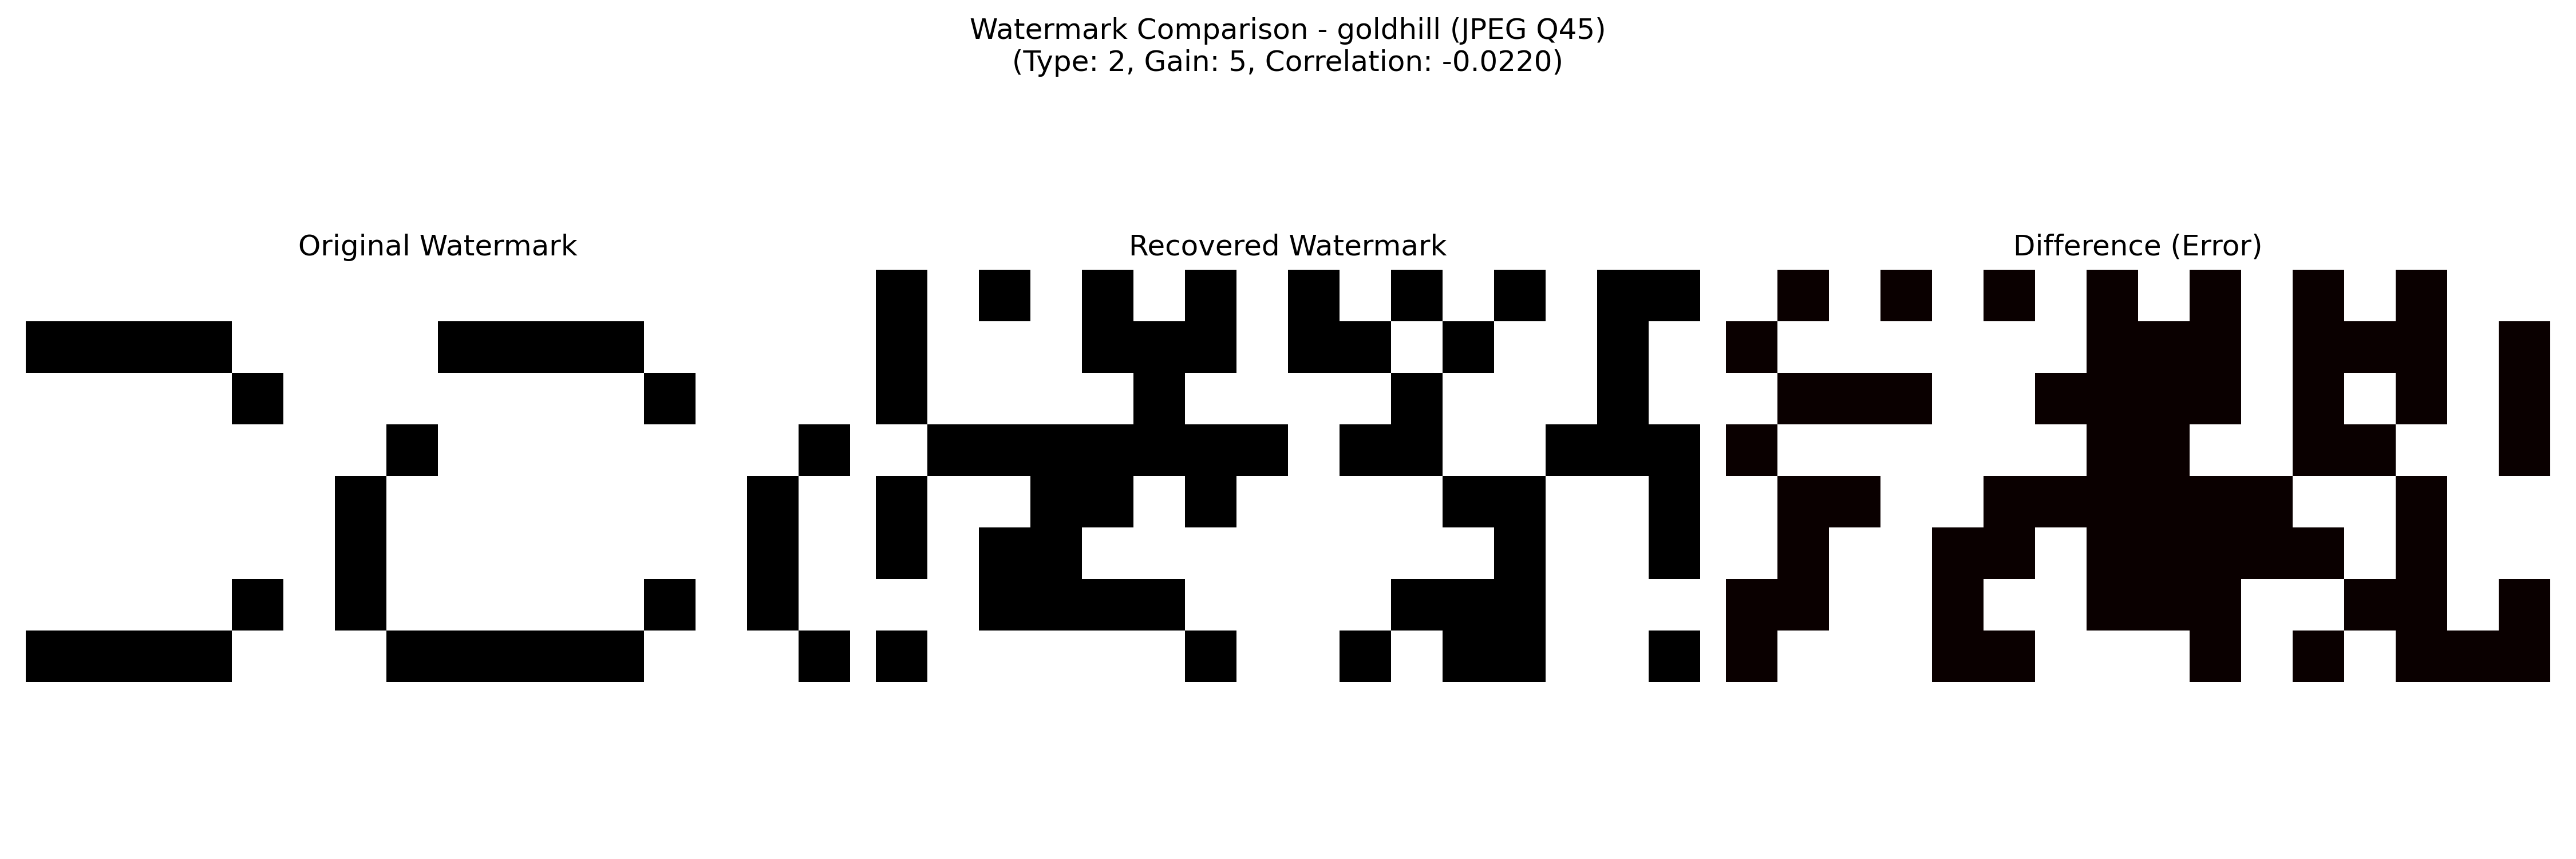 Watermark Comparison - goldhill (JPEG Q45)
(Type: 2, Gain: 5, Correlation: -0.0220)
Original Watermark
Recovered Watermark
Difference (Error)